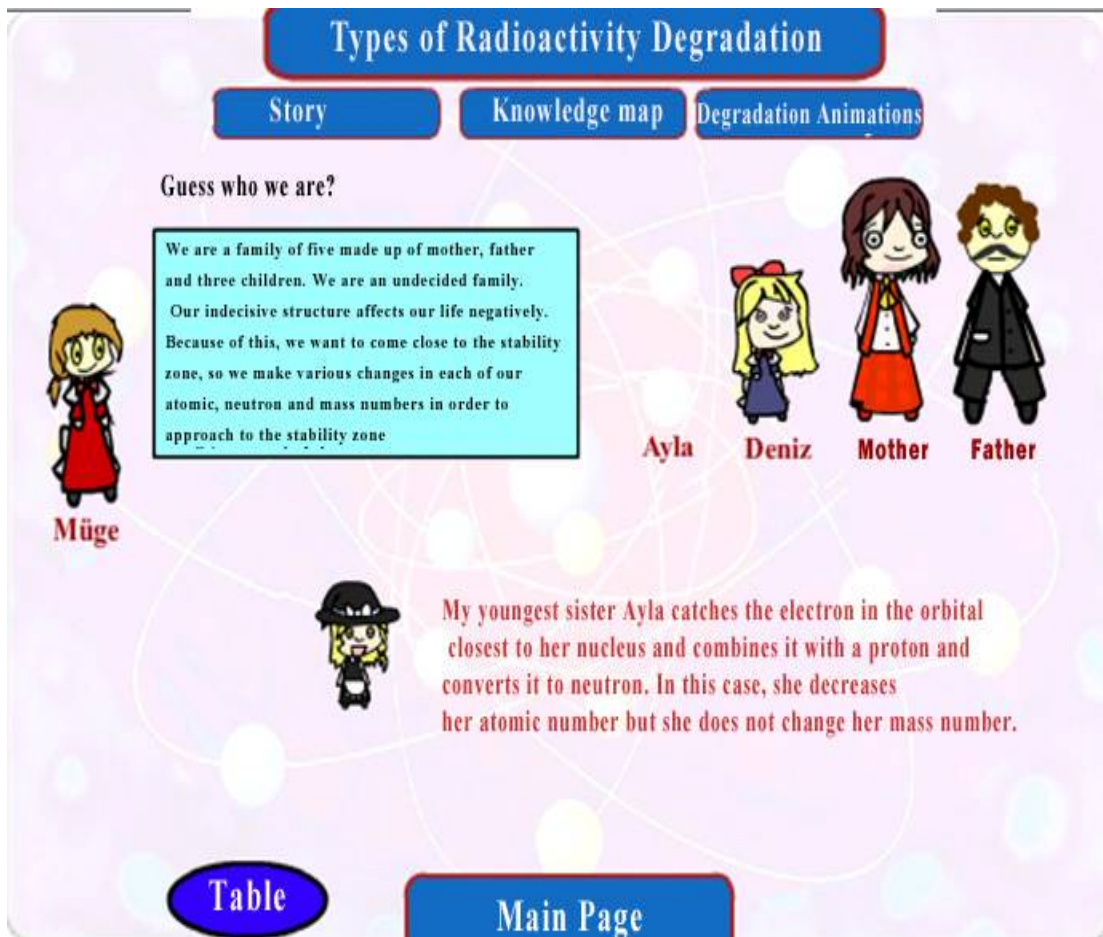 Types of Radioactivity Degradation
Story
Knowledge map
Degradation Animations
Guess who we are?
We are a family of five made up of mother, father
and three children. We are an undecided family.
Our indecisive structure affects our life negatively.
Because of this, we want to come close to the stability
zone, so we make various changes in each of our
atomic, neutron and mass numbers in order to
approach to the stability zone
Müge
Ayla
Deniz
Mother
Father
My youngest sister Ayla catches the electron in the orbital
closest to her nucleus and combines it with a proton and
converts it to neutron. In this case, she decreases
her atomic number but she does not change her mass number.
Table
Main Page